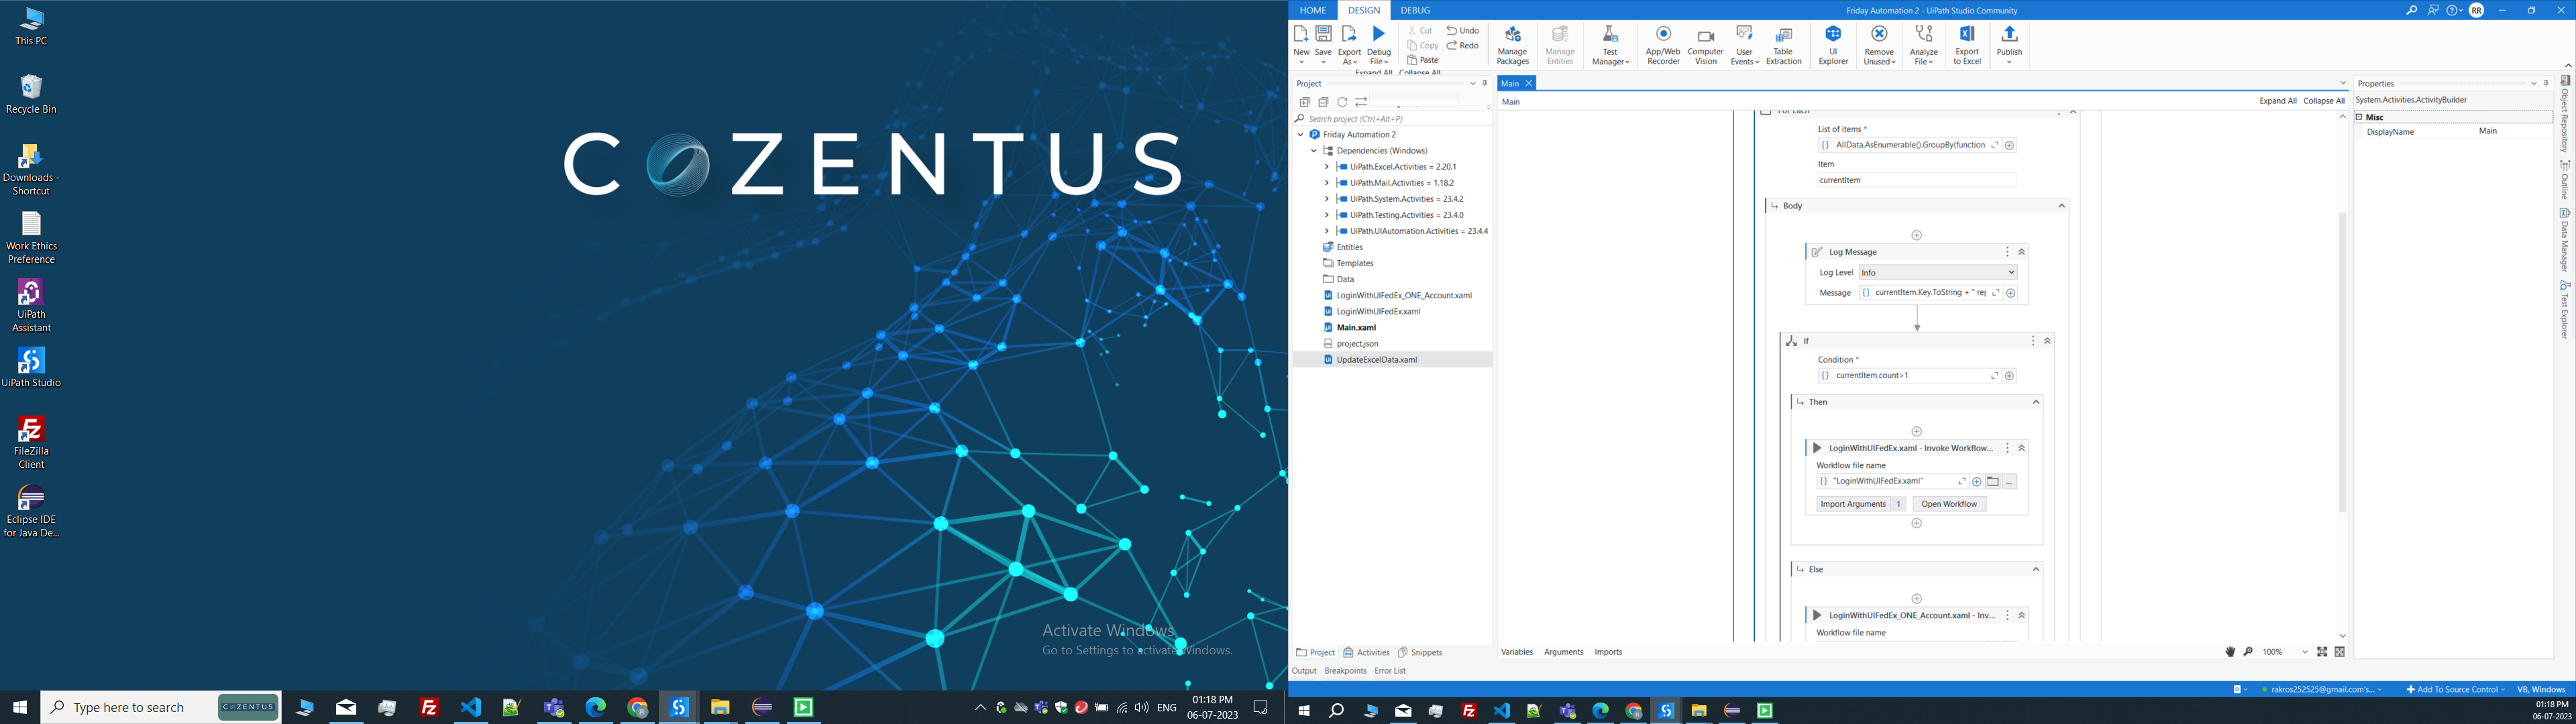 This PC
Recycle Bin
Downloads -
Shortcut
Work Ethics
Preference
UiPath
Assistant
UiPath Studio
FileZilla
Client
Eclipse IDE
for Java De...
COZENTUS
Activate Windows
Go to Settings to activate Windows.
Type here to search
COZENTUS
ENG
01:18 PM
06-07-2023
HOME DESIGN DEBUG
Friday Automation 2 - UiPath Studio Community
RR
New
Save
Export
As
Debug
File
Cut
Copy
Paste
Undo
Redo
Manage
Packages
Manage
Entities
Test
Manager
App/Web
Recorder
Computer
Vision
User
Events
Table
Extraction
UI
Explorer
Remove
Unused
Analyze
File
Export
to Excel
Publish
Expand All Collapse All
Project
Search project (Ctrl+Alt+P)
Friday Automation 2
Dependencies (Windows)
UiPath.Excel.Activities = 2.20.1
UiPath.Mail.Activities = 1.18.2
UiPath.System.Activities = 23.4.2
UiPath.Testing.Activities = 23.4.0
UiPath.UIAutomation.Activities = 23.4.4
Entities
Templates
Data
LoginWithUIFedEx_ONE_Account.xaml
LoginWithUIFedEx.xaml
Main.xaml
project.json
UpdateExcelData.xaml
Project Activities Snippets
Output Breakpoints Error List
Main
Main
Expand All Collapse All
For Each
List of items *
AllData.AsEnumerable().GroupBy(function
Item
currentItem
Body
Log Message
Log Level Info
Message currentItem.Key.ToString + " rep
If
Condition *
currentItem.count>1
Then
LoginWithUIFedEx.xaml - Invoke Workflow...
Workflow file name
"LoginWithUIFedEx.xaml"
...
Import Arguments 1 Open Workflow
Else
LoginWithUIFedEx_ONE_Account.xaml - Inv...
Workflow file name
Variables Arguments Imports
100%
Properties
System.Activities.ActivityBuilder
Misc
DisplayName Main
Object Repository
Outline
Data Manager
Test Explorer
rakros252525@gmail.com's...
Add To Source Control
VB, Windows
01:18 PM
06-07-2023